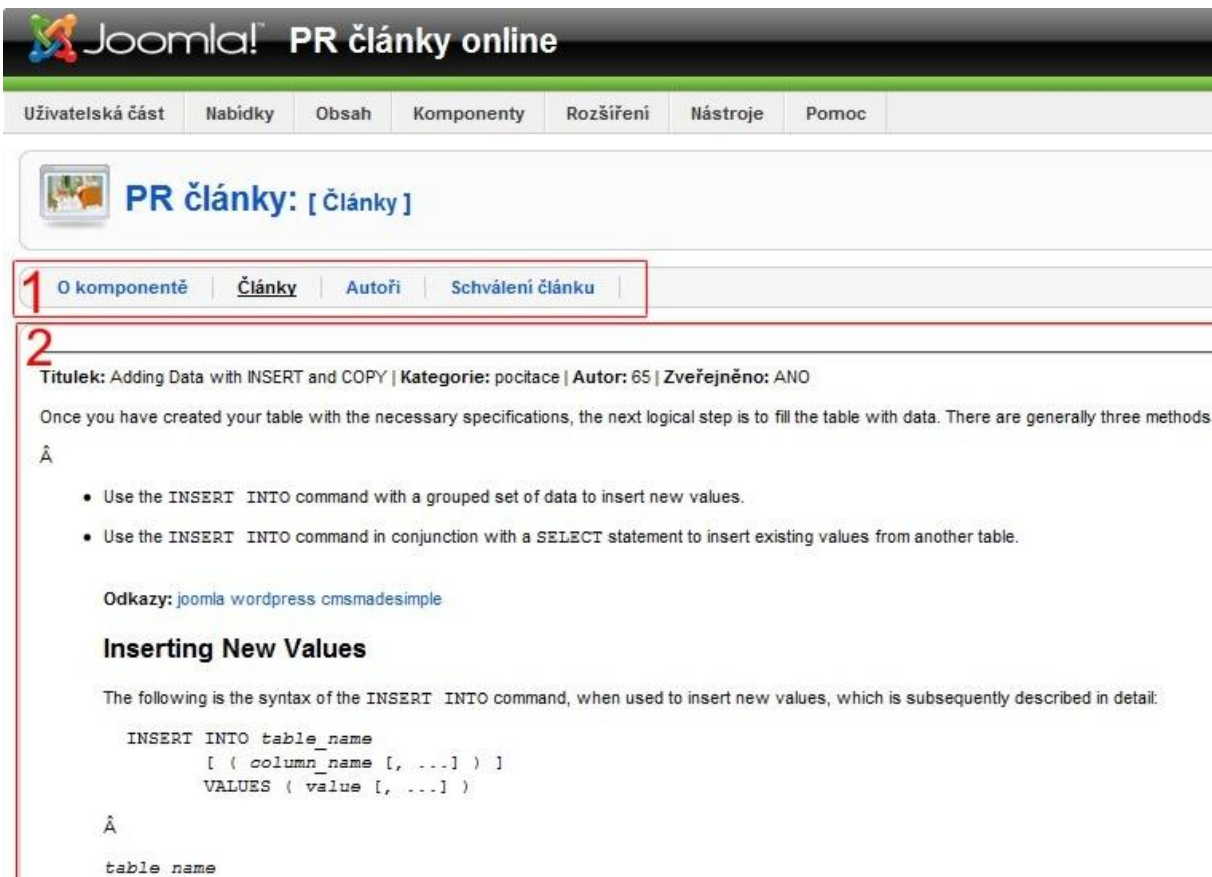 Joomla!™ PR články online
Uživatelská část Nabídky Obsah Komponenty Rozšíření Nástroje Pomoc
PR články: [ Články ]
1 O komponentě Články Autoři Schválení článku
2
Titulek: Adding Data with INSERT and COPY | Kategorie: pocitace | Autor: 65 | Zveřejněno: ANO
Once you have created your table with the necessary specifications, the next logical step is to fill the table with data. There are generally three methods
Â
• Use the INSERT INTO command with a grouped set of data to insert new values.
• Use the INSERT INTO command in conjunction with a SELECT statement to insert existing values from another table.
Odkazy: joomla wordpress cmsmadesimple
Inserting New Values
The following is the syntax of the INSERT INTO command, when used to insert new values, which is subsequently described in detail:
INSERT INTO table_name
[ ( column_name [, ...] ) ]
VALUES ( value [, ...] )
Â
table name